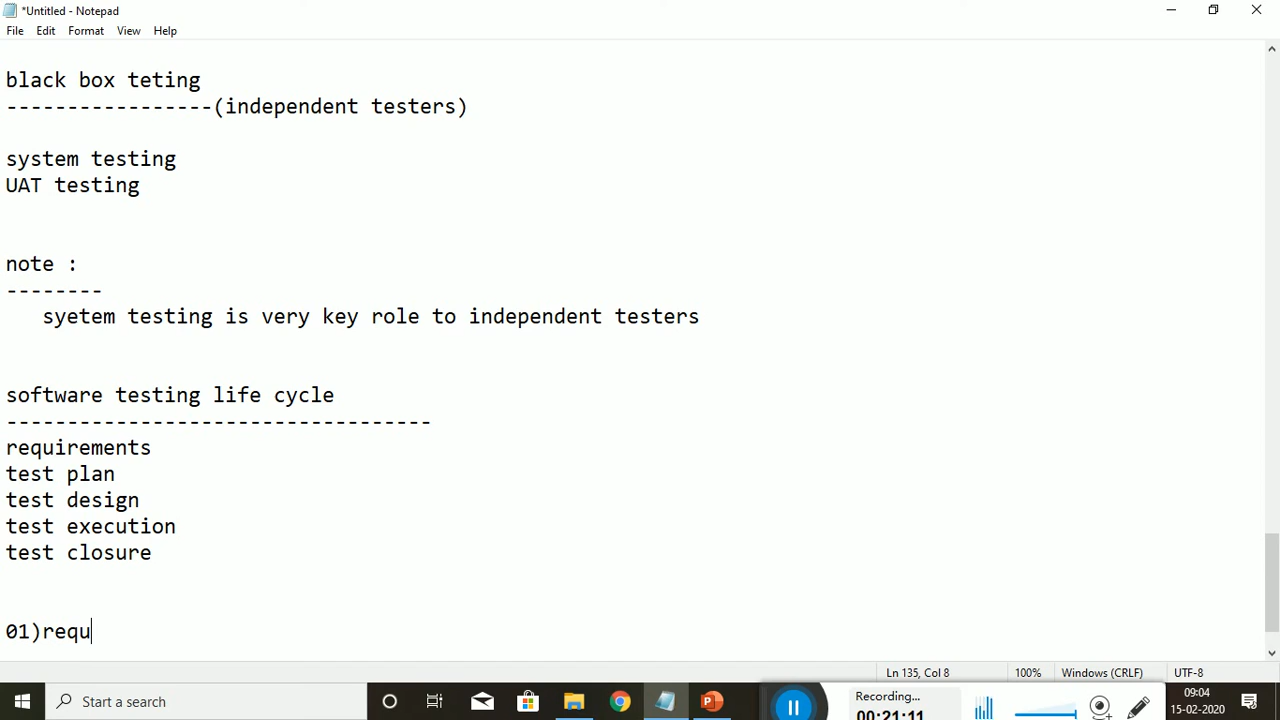 *Untitled - Notepad
File Edit Format View Help
black box teting
-----------------(independent testers)
system testing
UAT testing
note :
--------
syetem testing is very key role to independent testers
software testing life cycle
-----------------------------------
requirements
test plan
test design
test execution
test closure
01)requ
Ln 135, Col 8 100% Windows (CRLF) UTF-8
Start a search
Recording...
00:21:11
09:04
15-02-2020